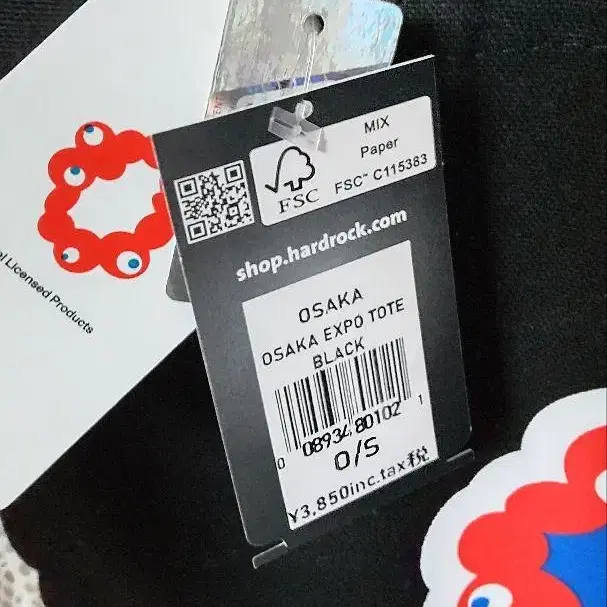 MIX
Paper
FSC
FSC™ C115383
shop.hardrock.com
OSAKA
OSAKA EXPO TOTE
BLACK
0 08934 80102 1
O/S
¥3,850inc.tax税
Licensed Products